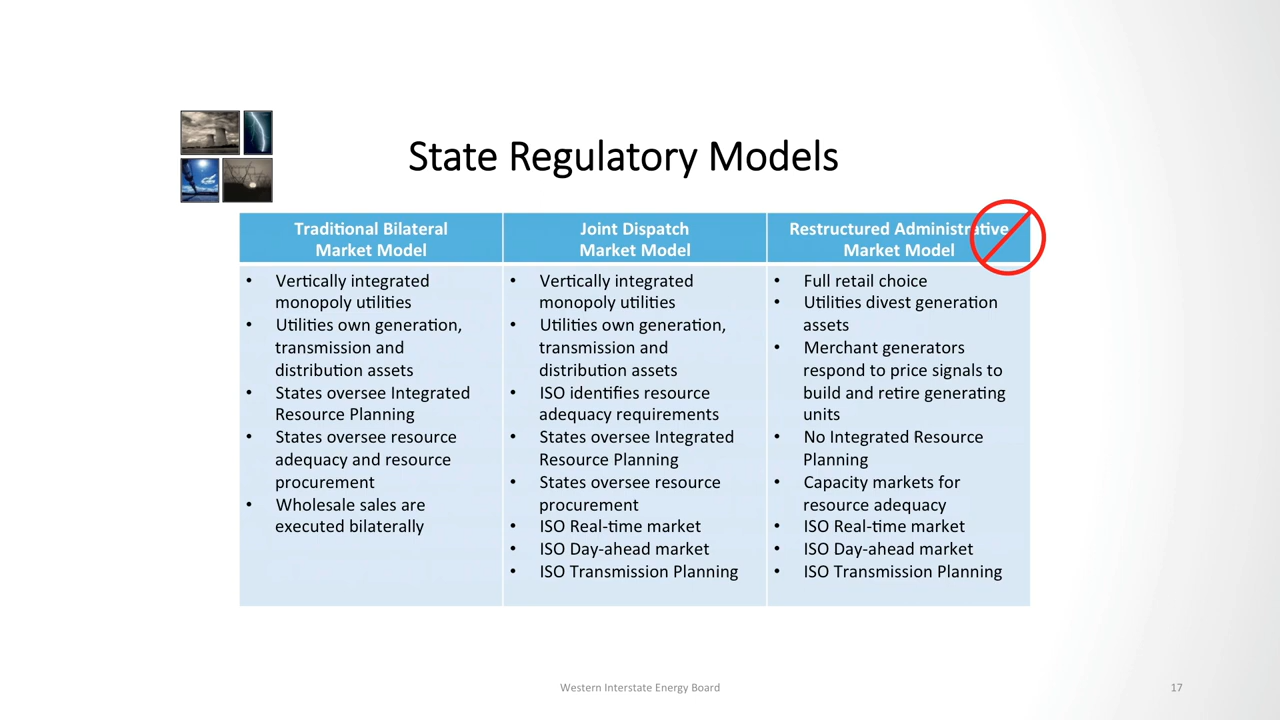 State Regulatory Models
Traditional Bilateral
Market Model
• Vertically integrated
monopoly utilities
• Utilities own generation,
transmission and
distribution assets
• States oversee Integrated
Resource Planning
• States oversee resource
adequacy and resource
procurement
• Wholesale sales are
executed bilaterally
Joint Dispatch
Market Model
• Vertically integrated
monopoly utilities
• Utilities own generation,
transmission and
distribution assets
• ISO identifies resource
adequacy requirements
• States oversee Integrated
Resource Planning
• States oversee resource
procurement
• ISO Real-time market
• ISO Day-ahead market
• ISO Transmission Planning
Restructured Administrative
Market Model
• Full retail choice
• Utilities divest generation
assets
• Merchant generators
respond to price signals to
build and retire generating
units
• No Integrated Resource
Planning
• Capacity markets for
resource adequacy
• ISO Real-time market
• ISO Day-ahead market
• ISO Transmission Planning
Western Interstate Energy Board
17